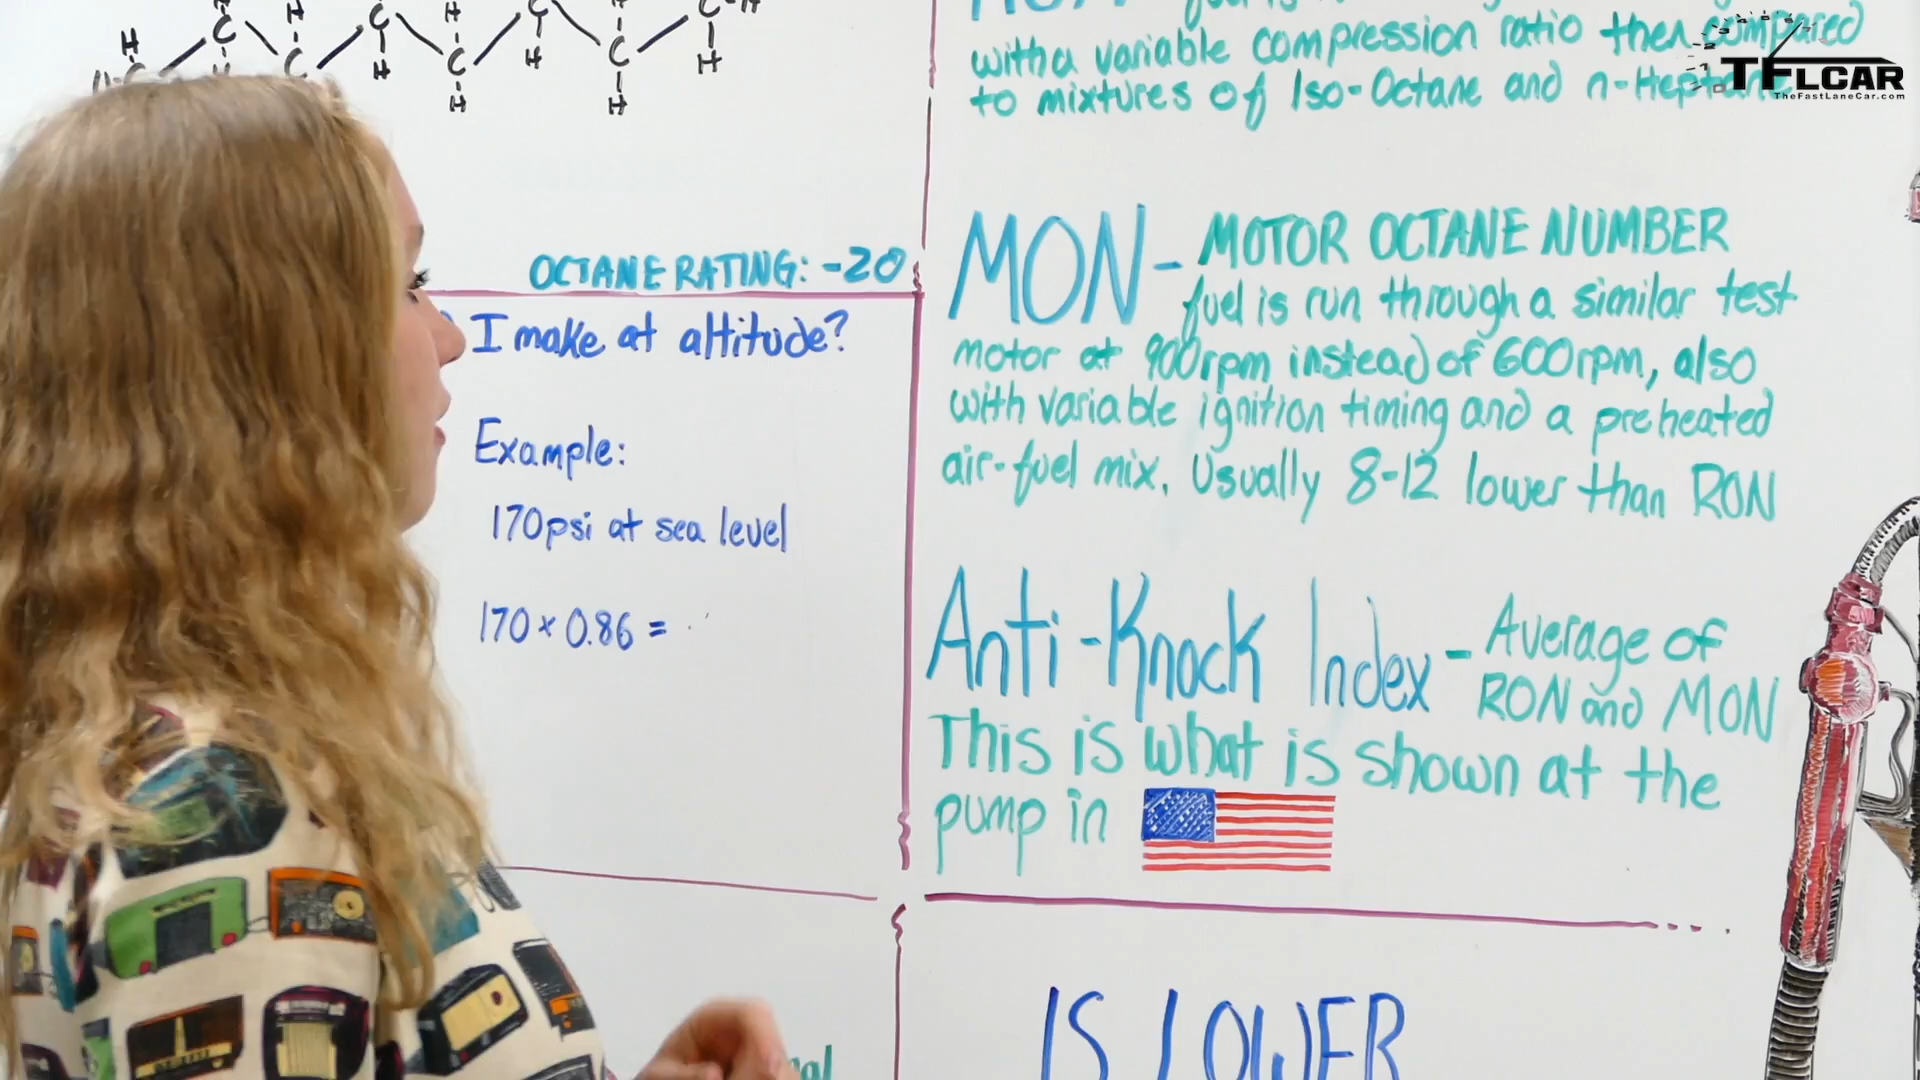 H
H
H
C
C
C
H
C
C-H
H
C
H
C
C
H
H
H
H
H
OCTANE RATING: -20
I make at altitude?
Example:
170psi at sea level
170 x 0.86 =
with a variable compression ratio then compared
to mixtures of Iso-Octane and n-Heptane
TFLCAR
TheFastLaneCar.com
MON - MOTOR OCTANE NUMBER
fuel is run through a similar test
motor at 900rpm instead of 600rpm, also
with variable ignition timing and a preheated
air-fuel mix. Usually 8-12 lower than RON
Anti-Knock Index - Average of
RON and MON
This is what is shown at the
pump in
IS LOWER